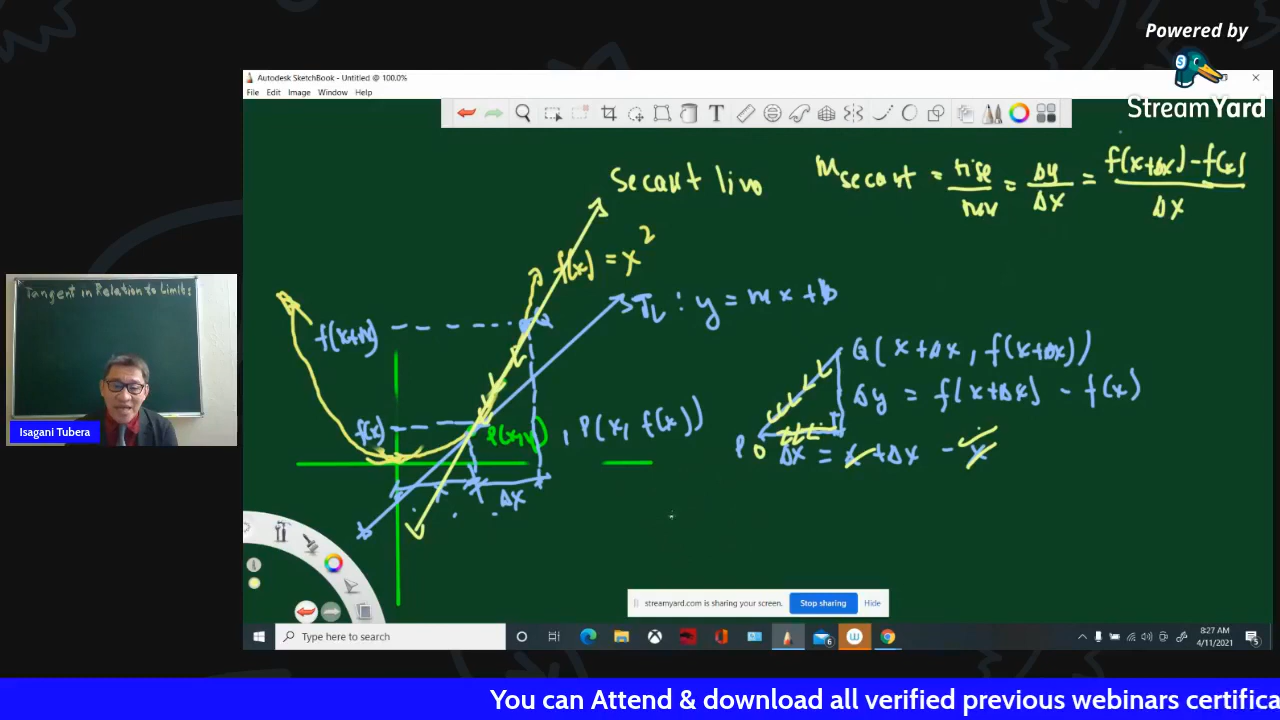 Powered by
StreamYard
Autodesk SketchBook - Untitled @ 100.0%
File Edit Image Window Help
Secant line
m secant = rise/run = Δy/Δx = f(x+Δx) - f(x)/Δx
f(x) = x²
TL : y = mx + b
f(x+Δx)
Q
Q(x+Δx, f(x+Δx))
Δy = f(x+Δx) - f(x)
f(x)
P(x,y), P(x, f(x))
P
0
Δx = x + Δx - x
x
Δx
Tangent in Relation to Limits
Isagani Tubera
streamyard.com is sharing your screen.
Stop sharing
Hide
Type here to search
6
W
8:27 AM
4/11/2021
5
You can Attend & download all verified previous webinars certifica